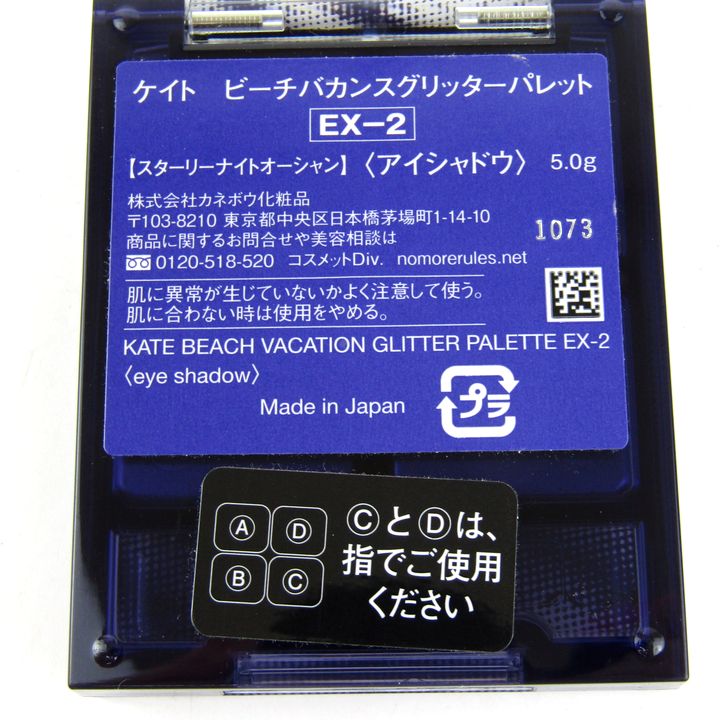 ケイト　ビーチバカンスグリッターパレット
EX-2
【スターリーナイトオーシャン】〈アイシャドウ〉 5.0g
株式会社カネボウ化粧品
〒103-8210 東京都中央区日本橋茅場町1-14-10
商品に関するお問合せや美容相談は
0120-518-520 コスメットDiv. nomorerules.net
1073
肌に異常が生じていないかよく注意して使う。
肌に合わない時は使用をやめる。
KATE BEACH VACATION GLITTER PALETTE EX-2
〈eye shadow〉
Made in Japan
プラ
Ⓐ Ⓓ
Ⓑ Ⓒ
ⒸとⒹは、
指でご使用
ください